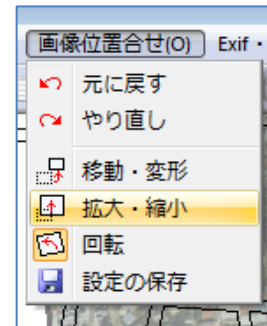 画像位置合せ(O) Exif・
元に戻す
やり直し
移動・変形
拡大・縮小
回転
設定の保存